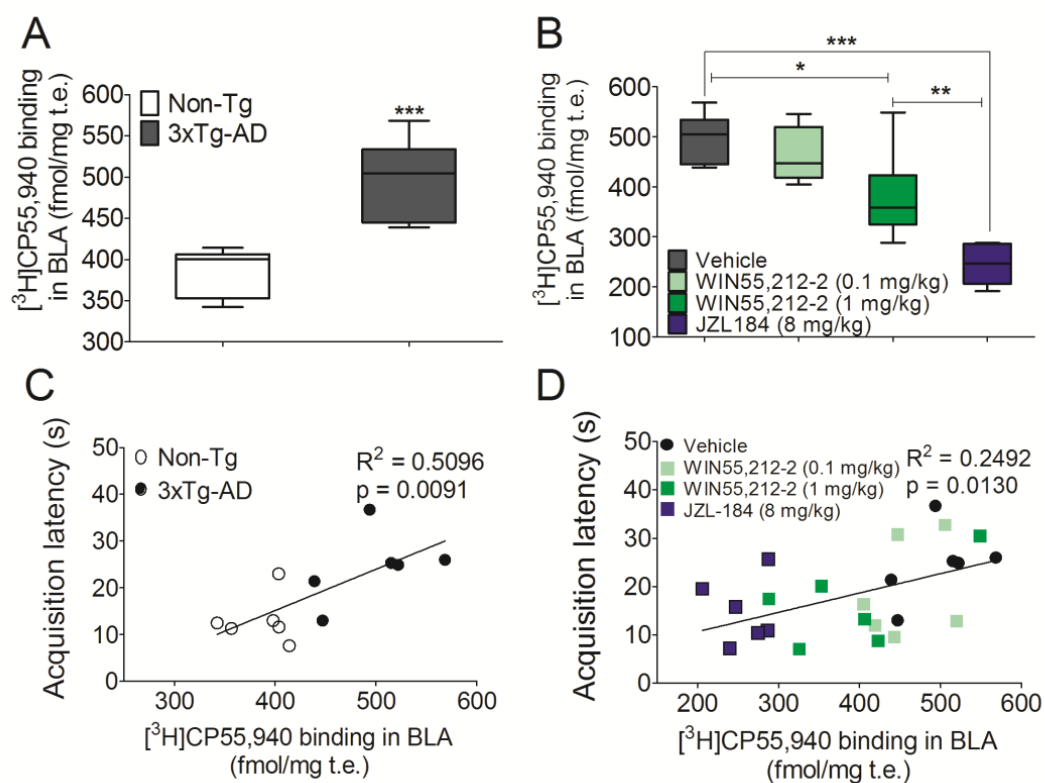 A
[³H]CP55,940 binding
in BLA (fmol/mg t.e.)
600
550
500
450
400
350
300
Non-Tg
3xTg-AD
***
B
[³H]CP55,940 binding
in BLA (fmol/mg t.e.)
600
500
400
300
200
100
***
*
**
Vehicle
WIN55,212-2 (0.1 mg/kg)
WIN55,212-2 (1 mg/kg)
JZL184 (8 mg/kg)
C
Acquisition latency (s)
50
40
30
20
10
0
Non-Tg
3xTg-AD
R² = 0.5096
p = 0.0091
300
400
500
600
[³H]CP55,940 binding in BLA
(fmol/mg t.e.)
D
Acquisition latency (s)
50
40
30
20
10
0
Vehicle
WIN55,212-2 (0.1 mg/kg)
WIN55,212-2 (1 mg/kg)
JZL-184 (8 mg/kg)
R² = 0.2492
p = 0.0130
200
300
400
500
600
[³H]CP55,940 binding in BLA
(fmol/mg t.e.)